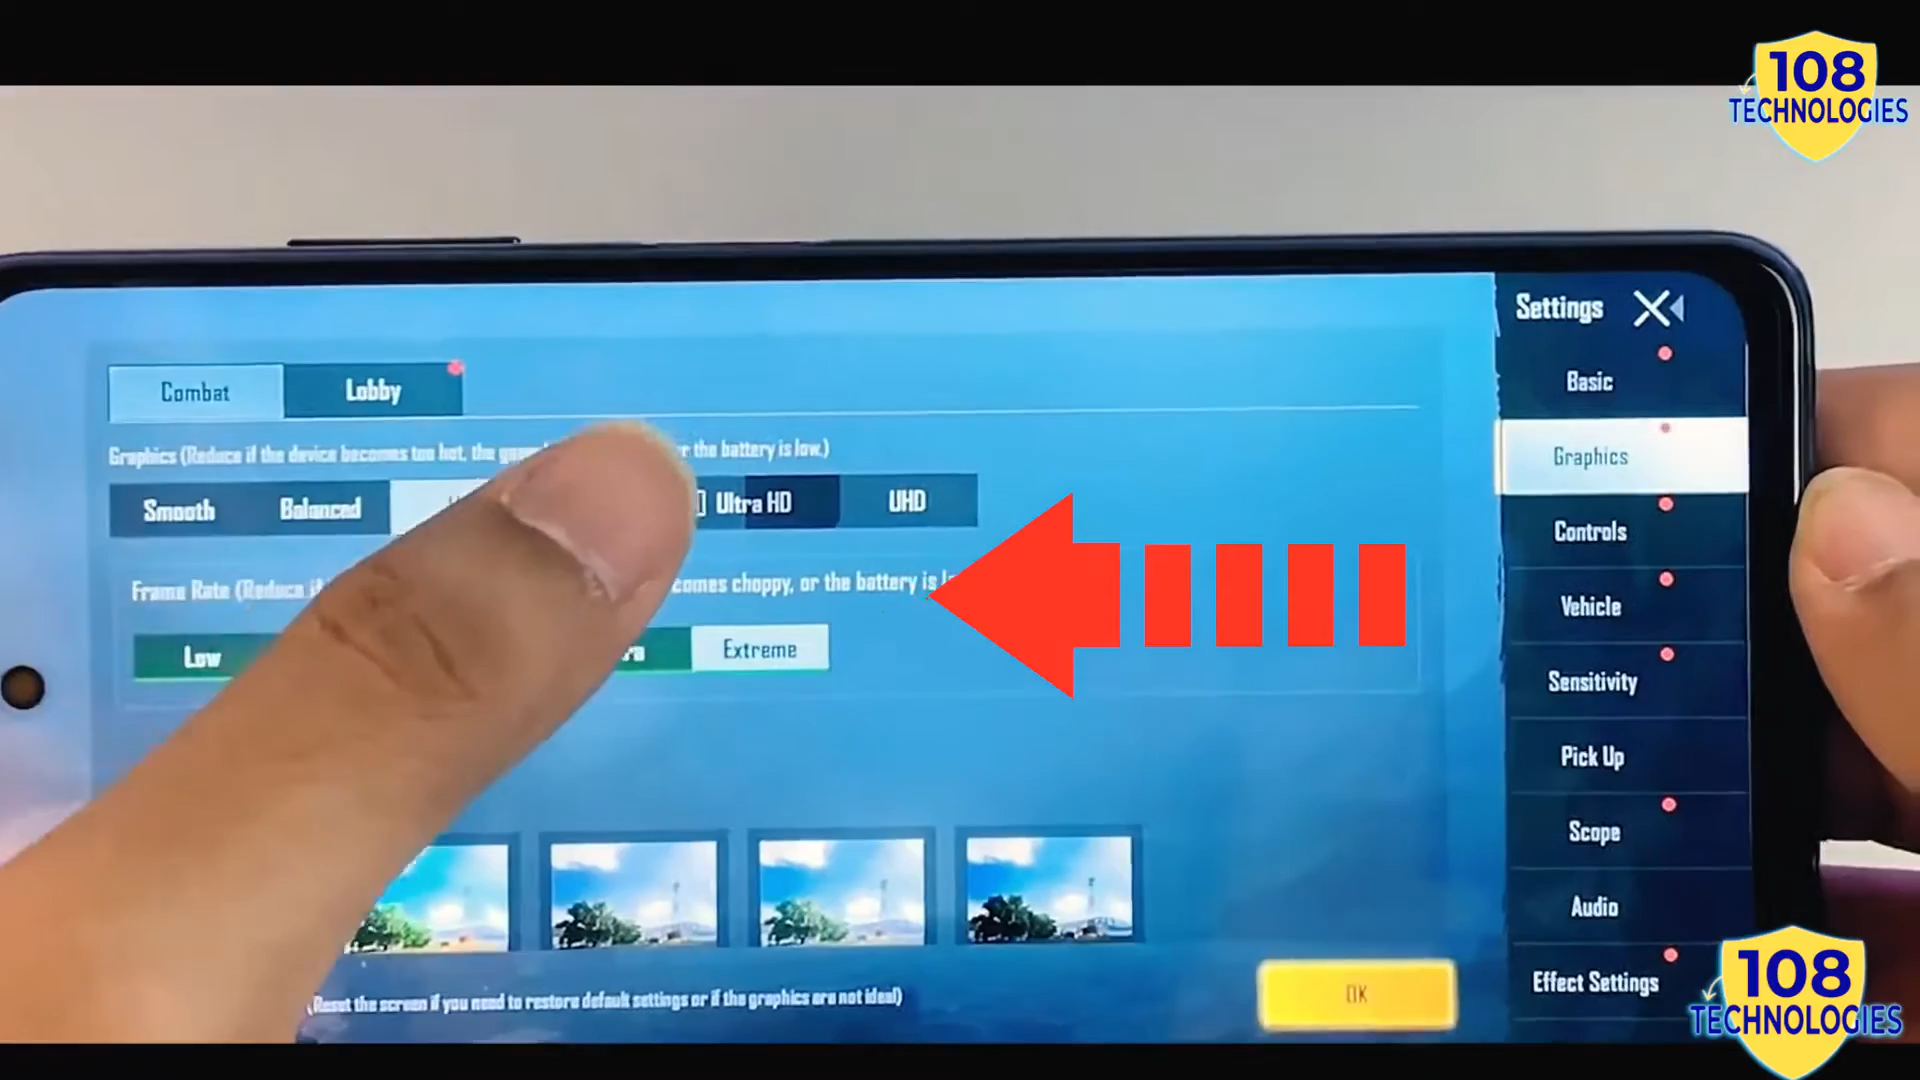 108
TECHNOLOGIES
Settings
Combat
Lobby
Basic
Graphics (Reduce if the device becomes too hot, the or the battery is low.)
Graphics
Smooth
Balanced
Ultra HD
UHD
Controls
Frame Rate (Reduce if comes choppy, or the battery is
Vehicle
Low
Extreme
Sensitivity
Pick Up
Scope
Audio
Effect Settings
(Reset the screen if you need to restore default settings or if the graphics are not ideal)
OK
108
TECHNOLOGIES